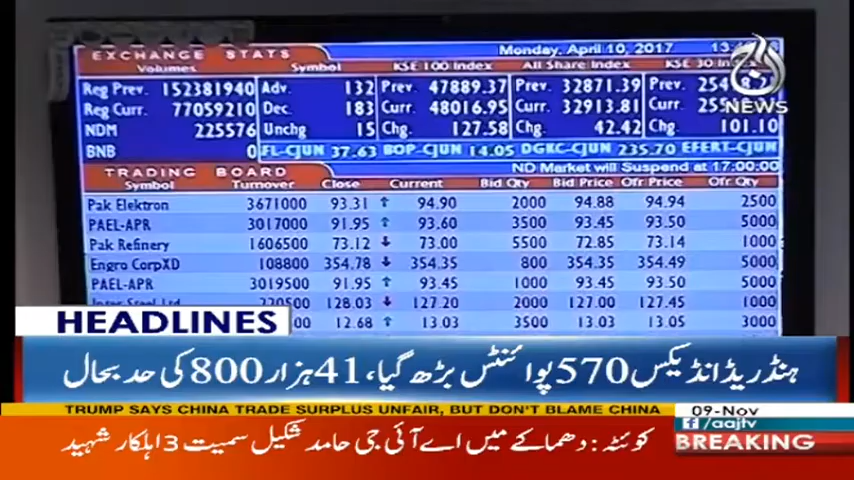 EXCHANGE STATS Monday, April 10, 2017
Volumes Symbol KSE 100 Index All Share Index KSE 30 Index
Reg Prev. 152381940 Adv. 132 Prev. 47889.37 Prev. 32871.39 Prev.
Reg Curr. 77059210 Dec. 183 Curr. 48016.95 Curr. 32913.81 Curr.
NDM 225576 Unchg 15 Chg. 127.58 Chg. 42.42 Chg. 101.10
BNB 0 FL-CJUN 37.63 BOP-CJUN 14.05 DGKC-CJUN 235.70 EFERT-CJUN
آج
NEWS
TRADING BOARD ND Market will Suspend at 17:00:00
Symbol Turnover Close Current Bid Qty Bid Price Ofr Price Ofr Qty
Pak Elektron 3671000 93.31 ↑ 94.90 2000 94.88 94.94 2500
PAEL-APR 3017000 91.95 ↑ 93.60 3500 93.45 93.50 5000
Pak Refinery 1606500 73.12 ↓ 73.00 5500 72.85 73.14 1000
Engro CorpXD 108800 354.78 ↓ 354.35 800 354.35 354.49 5000
PAEL-APR 3019500 91.95 ↑ 93.45 1000 93.45 93.50 5000
Inter Steel Ltd 220500 128.03 ↓ 127.20 2000 127.00 127.45 1000
12.68 ↑ 13.03 3500 13.03 13.05 3000
HEADLINES
ہنڈریڈ انڈیکس 570 پوائنٹس بڑھ گیا، 41 ہزار 800 کی حد بحال
TRUMP SAYS CHINA TRADE SURPLUS UNFAIR, BUT DON'T BLAME CHINA
09-Nov
f/aajtv
کوئٹہ : دھماکے میں اے آئی جی حامد شکیل سمیت 3 اہلکار شہید
BREAKING